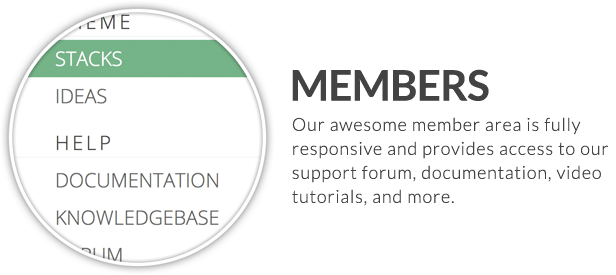 STACKS
IDEAS
HELP
DOCUMENTATION
KNOWLEDGEBASE
MEMBERS
Our awesome member area is fully
responsive and provides access to our
support forum, documentation, video
tutorials, and more.